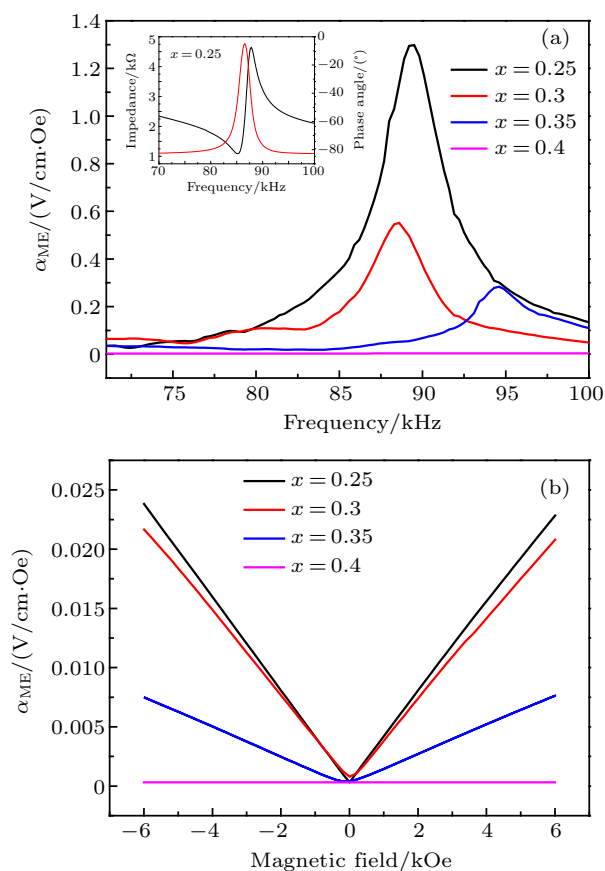 (a)
1.4
1.2
1.0
0.8
0.6
0.4
0.2
0
αME/(V/cm·Oe)
75 80 85 90 95 100
Frequency/kHz
x = 0.25
x = 0.3
x = 0.35
x = 0.4
x = 0.25
5
4
3
2
1
Impedance/kΩ
0
−20
−40
−60
−80
Phase angle/(°)
70 80 90 100
Frequency/kHz
(b)
0.025
0.020
0.015
0.010
0.005
0
αME/(V/cm·Oe)
x = 0.25
x = 0.3
x = 0.35
x = 0.4
−6 −4 −2 0 2 4 6
Magnetic field/kOe